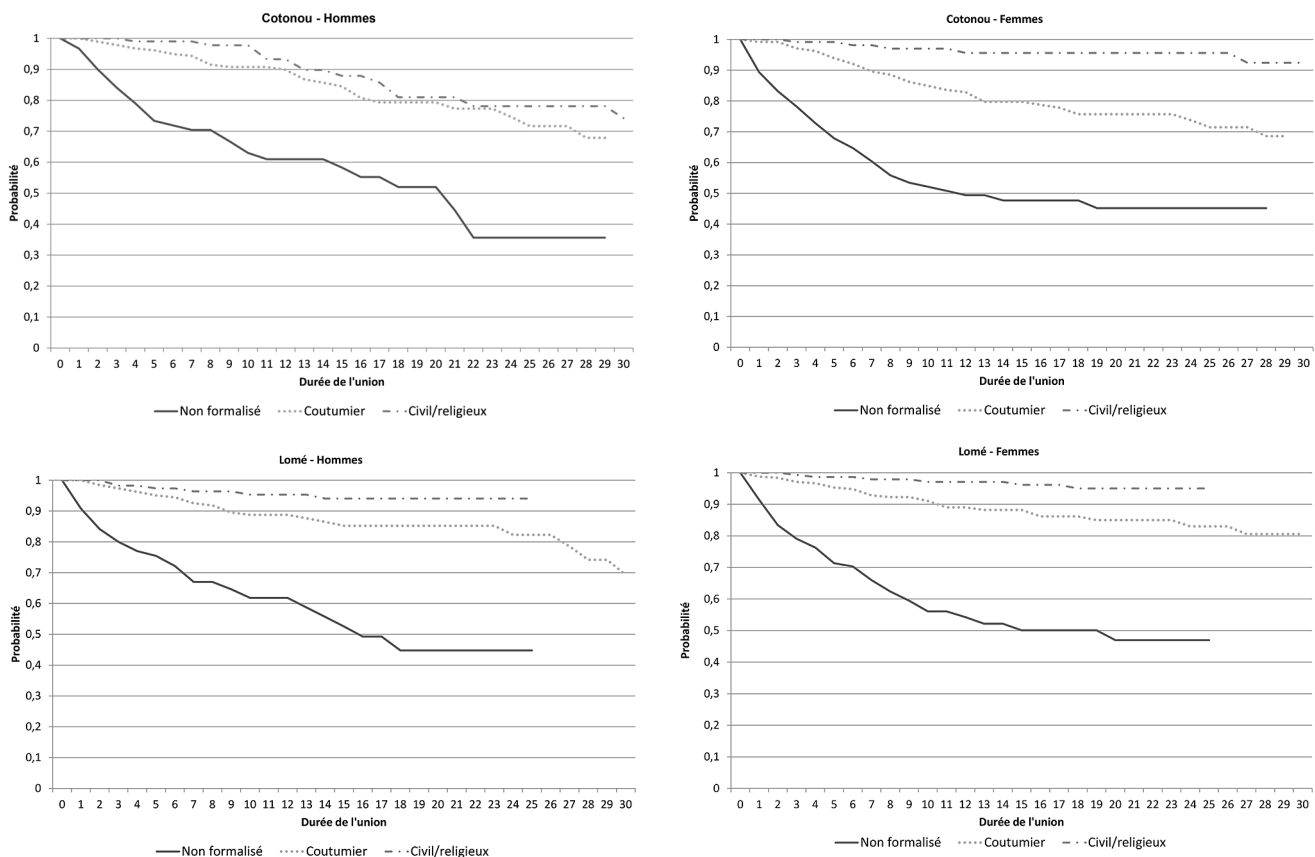 Cotonou - Hommes
1
0,9
0,8
0,7
0,6
0,5
0,4
0,3
0,2
0,1
0
Probabilité
0 1 2 3 4 5 6 7 8 9 10 11 12 13 14 15 16 17 18 19 20 21 22 23 24 25 26 27 28 29 30
Durée de l'union
Non formalisé Coutumier Civil/religieux
Cotonou - Femmes
1
0,9
0,8
0,7
0,6
0,5
0,4
0,3
0,2
0,1
0
Probabilité
0 1 2 3 4 5 6 7 8 9 10 11 12 13 14 15 16 17 18 19 20 21 22 23 24 25 26 27 28 29 30
Durée de l'union
Non formalisé Coutumier Civil/religieux
Lomé - Hommes
1
0,9
0,8
0,7
0,6
0,5
0,4
0,3
0,2
0,1
0
Probabilité
0 1 2 3 4 5 6 7 8 9 10 11 12 13 14 15 16 17 18 19 20 21 22 23 24 25 26 27 28 29 30
Durée de l'union
Non formalisé Coutumier Civil/religieux
Lomé - Femmes
1
0,9
0,8
0,7
0,6
0,5
0,4
0,3
0,2
0,1
0
Probabilité
0 1 2 3 4 5 6 7 8 9 10 11 12 13 14 15 16 17 18 19 20 21 22 23 24 25 26 27 28 29 30
Durée de l'union
Non formalisé Coutumier Civil/religieux